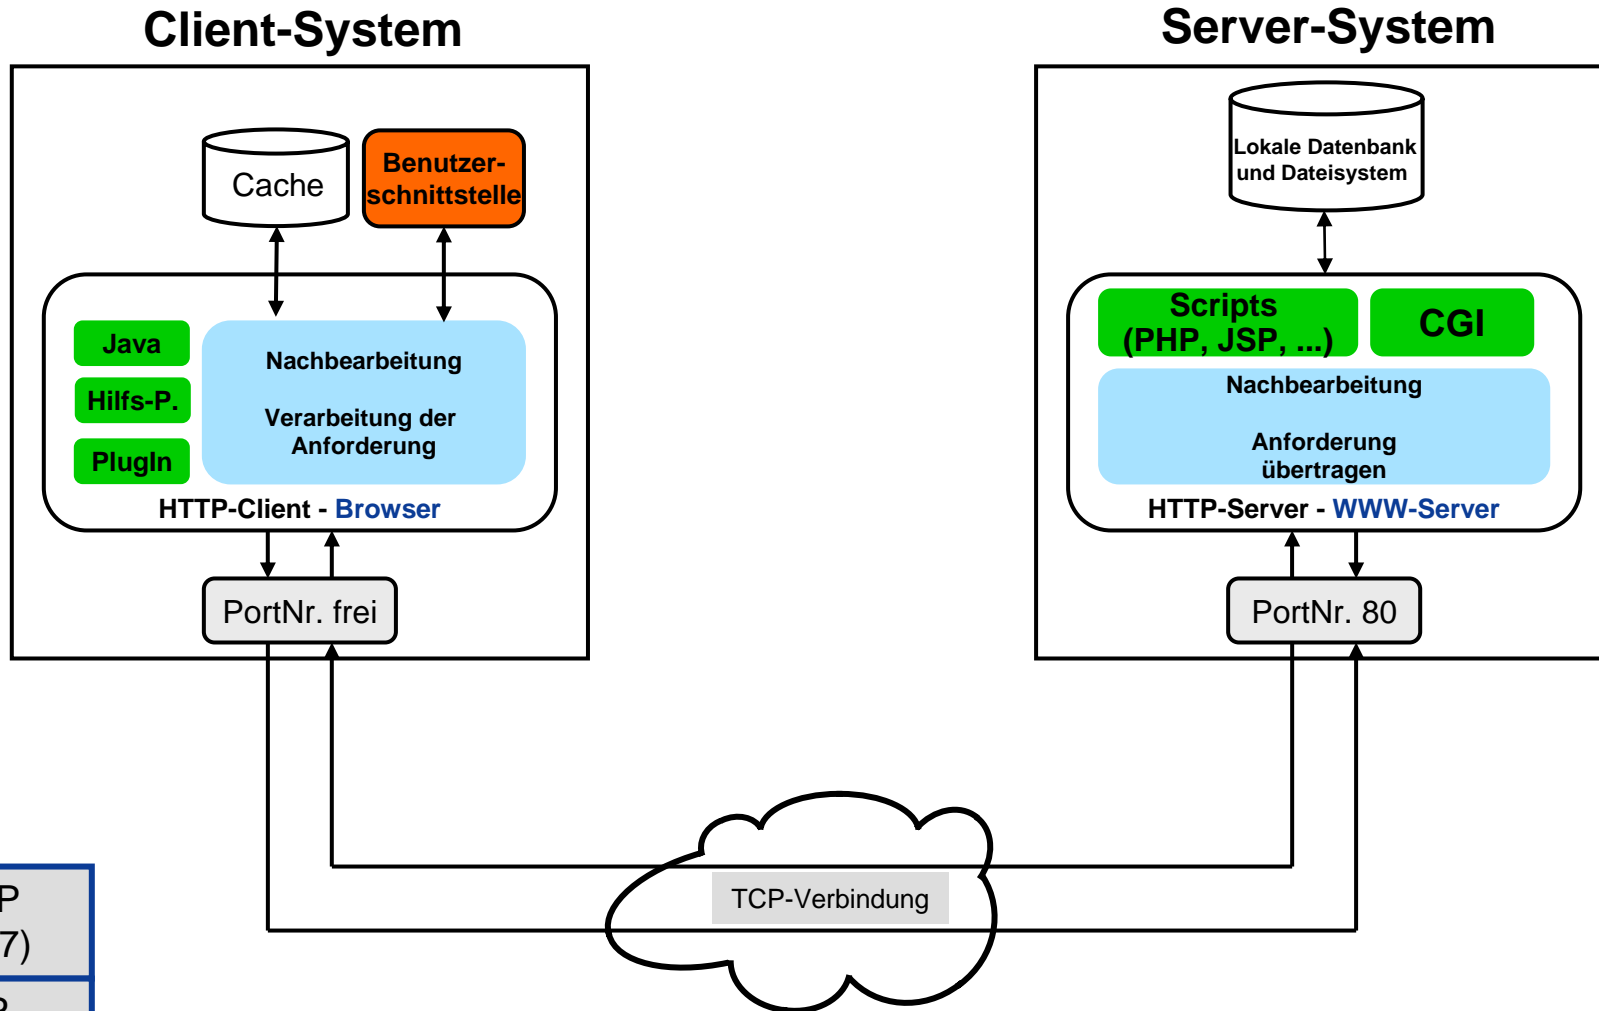 Client-System
Server-System
Cache
Benutzer-
schnittstelle
Java
Hilfs-P.
PlugIn
Nachbearbeitung
Verarbeitung der
Anforderung
HTTP-Client - Browser
PortNr. frei
Lokale Datenbank
und Dateisystem
Scripts
(PHP, JSP, ...)
CGI
Nachbearbeitung
Anforderung
übertragen
HTTP-Server - WWW-Server
PortNr. 80
TCP-Verbindung
P
7)